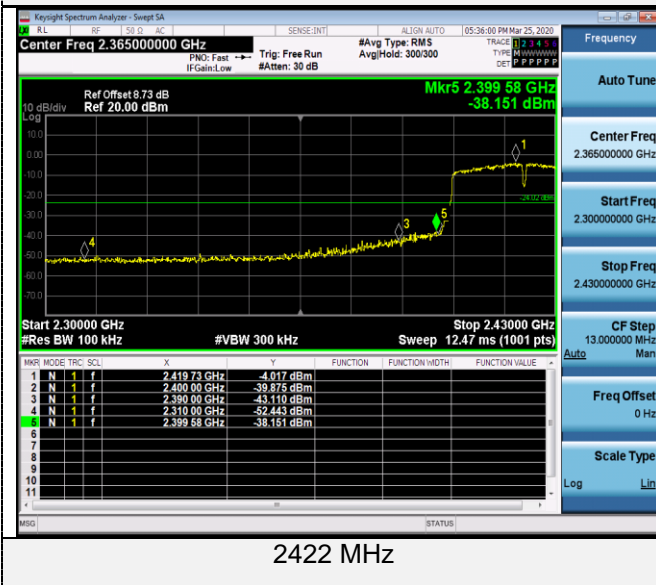 Keysight Spectrum Analyzer - Swept SA
RL RF 50 Ω AC SENSE:INT ALIGN AUTO 05:36:00 PM Mar 25, 2020
Center Freq 2.365000000 GHz
PNO: Fast
IFGain:Low
Trig: Free Run
#Atten: 30 dB
#Avg Type: RMS
Avg|Hold: 300/300
TRACE 1 2 3 4 5 6
TYPE M W W W W W
DET P P P P P P
Mkr5 2.399 58 GHz
-38.151 dBm
Ref Offset 8.73 dB
10 dB/div Ref 20.00 dBm
Log
10.0
0.00
-10.0
-20.0
-30.0
-40.0
-50.0
-60.0
-70.0
1
-24.02 dBm
5
3
4
Start 2.30000 GHz Stop 2.43000 GHz
#Res BW 100 kHz #VBW 300 kHz Sweep 12.47 ms (1001 pts)
MKR MODE TRC SCL X Y FUNCTION FUNCTION WIDTH FUNCTION VALUE
1 N 1 f 2.419 73 GHz -4.017 dBm
2 N 1 f 2.400 00 GHz -39.875 dBm
3 N 1 f 2.390 00 GHz -43.110 dBm
4 N 1 f 2.310 00 GHz -52.443 dBm
5 N 1 f 2.399 58 GHz -38.151 dBm
6
7
8
9
10
11
MSG STATUS
Frequency
Auto Tune
Center Freq
2.365000000 GHz
Start Freq
2.300000000 GHz
Stop Freq
2.430000000 GHz
CF Step
13.000000 MHz
Auto Man
Freq Offset
0 Hz
Scale Type
Log Lin
2422 MHz